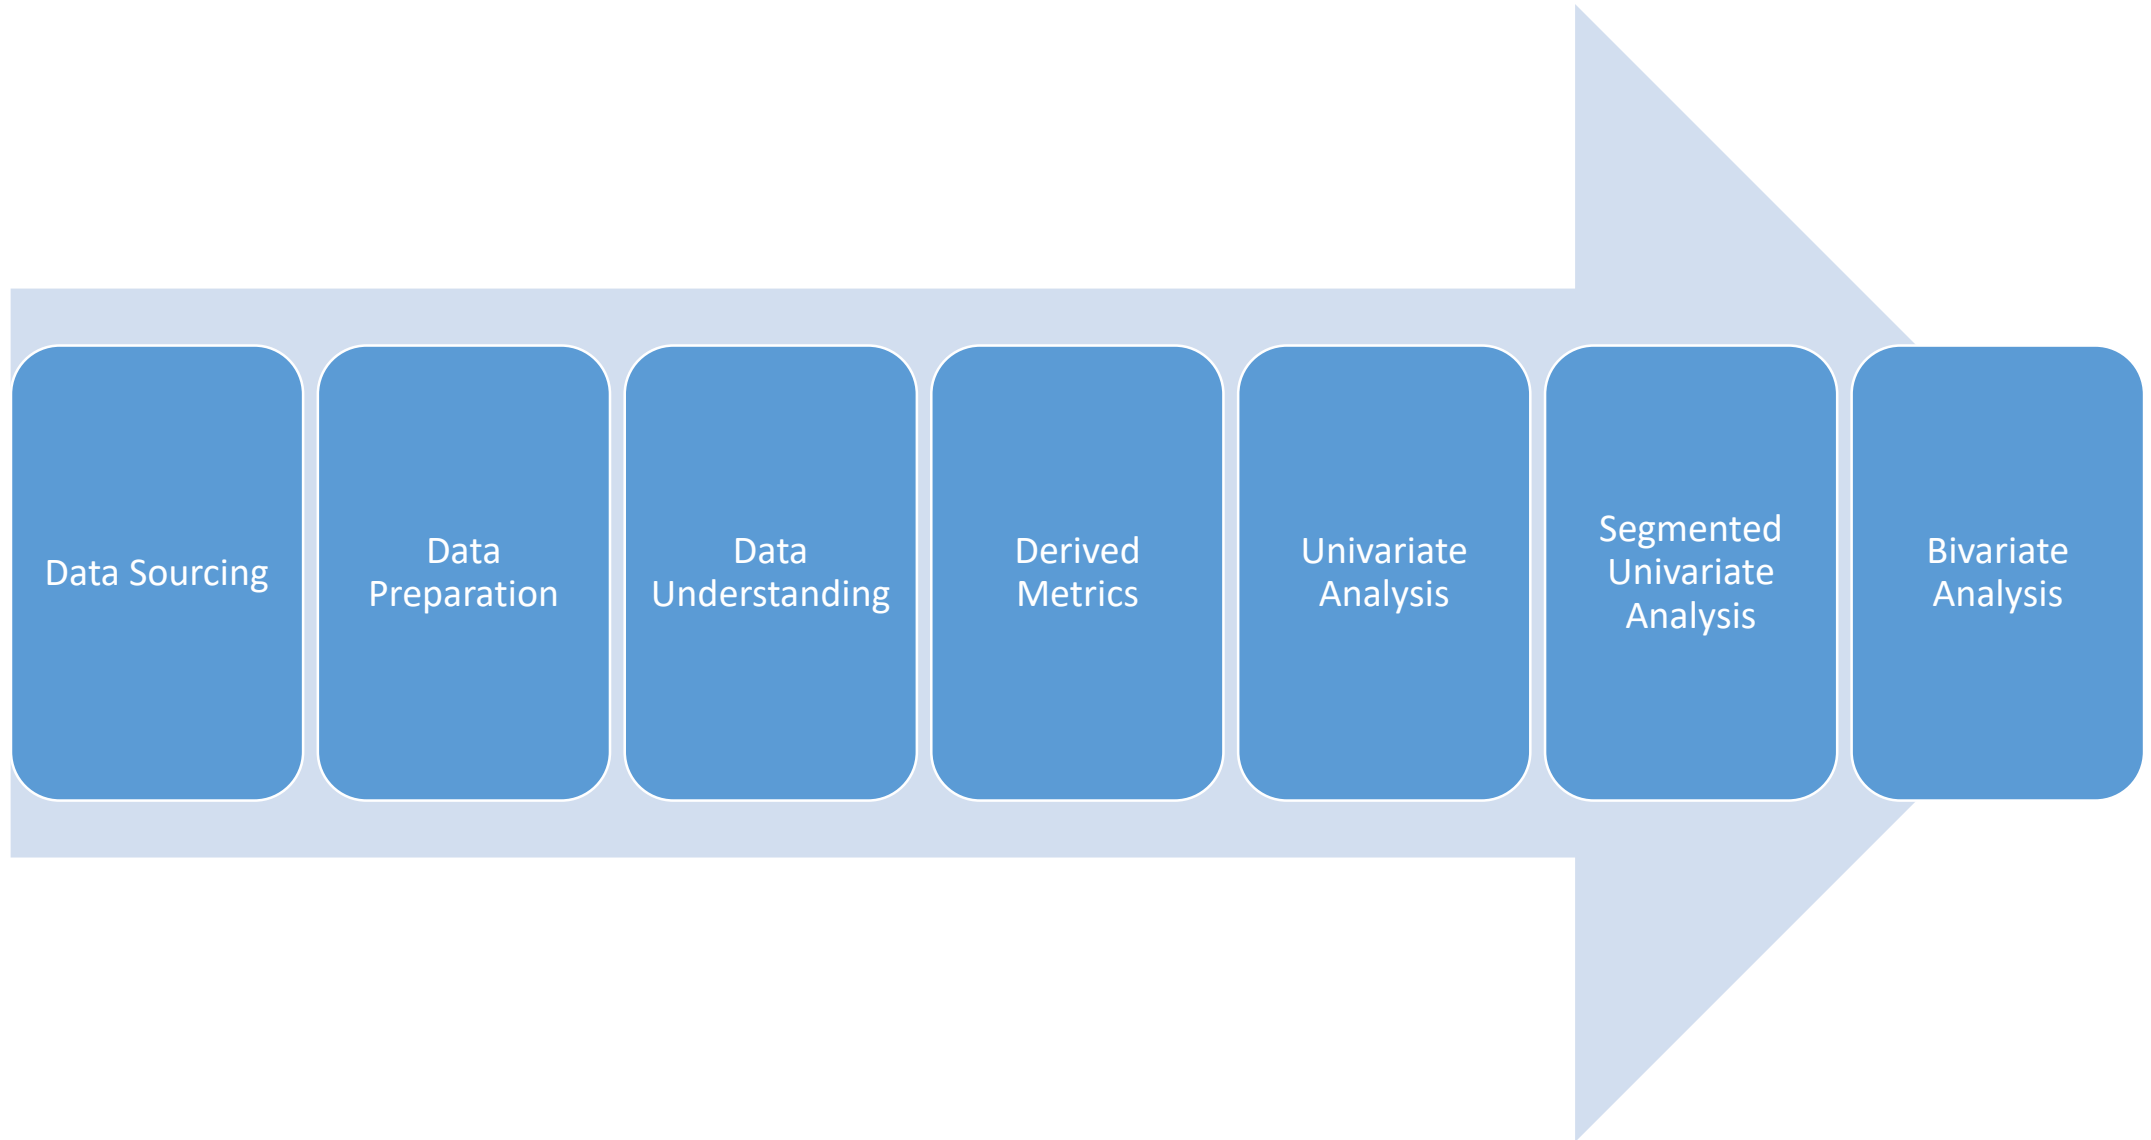 Data Sourcing
Data
Preparation
Data
Understanding
Derived
Metrics
Univariate
Analysis
Segmented
Univariate
Analysis
Bivariate
Analysis